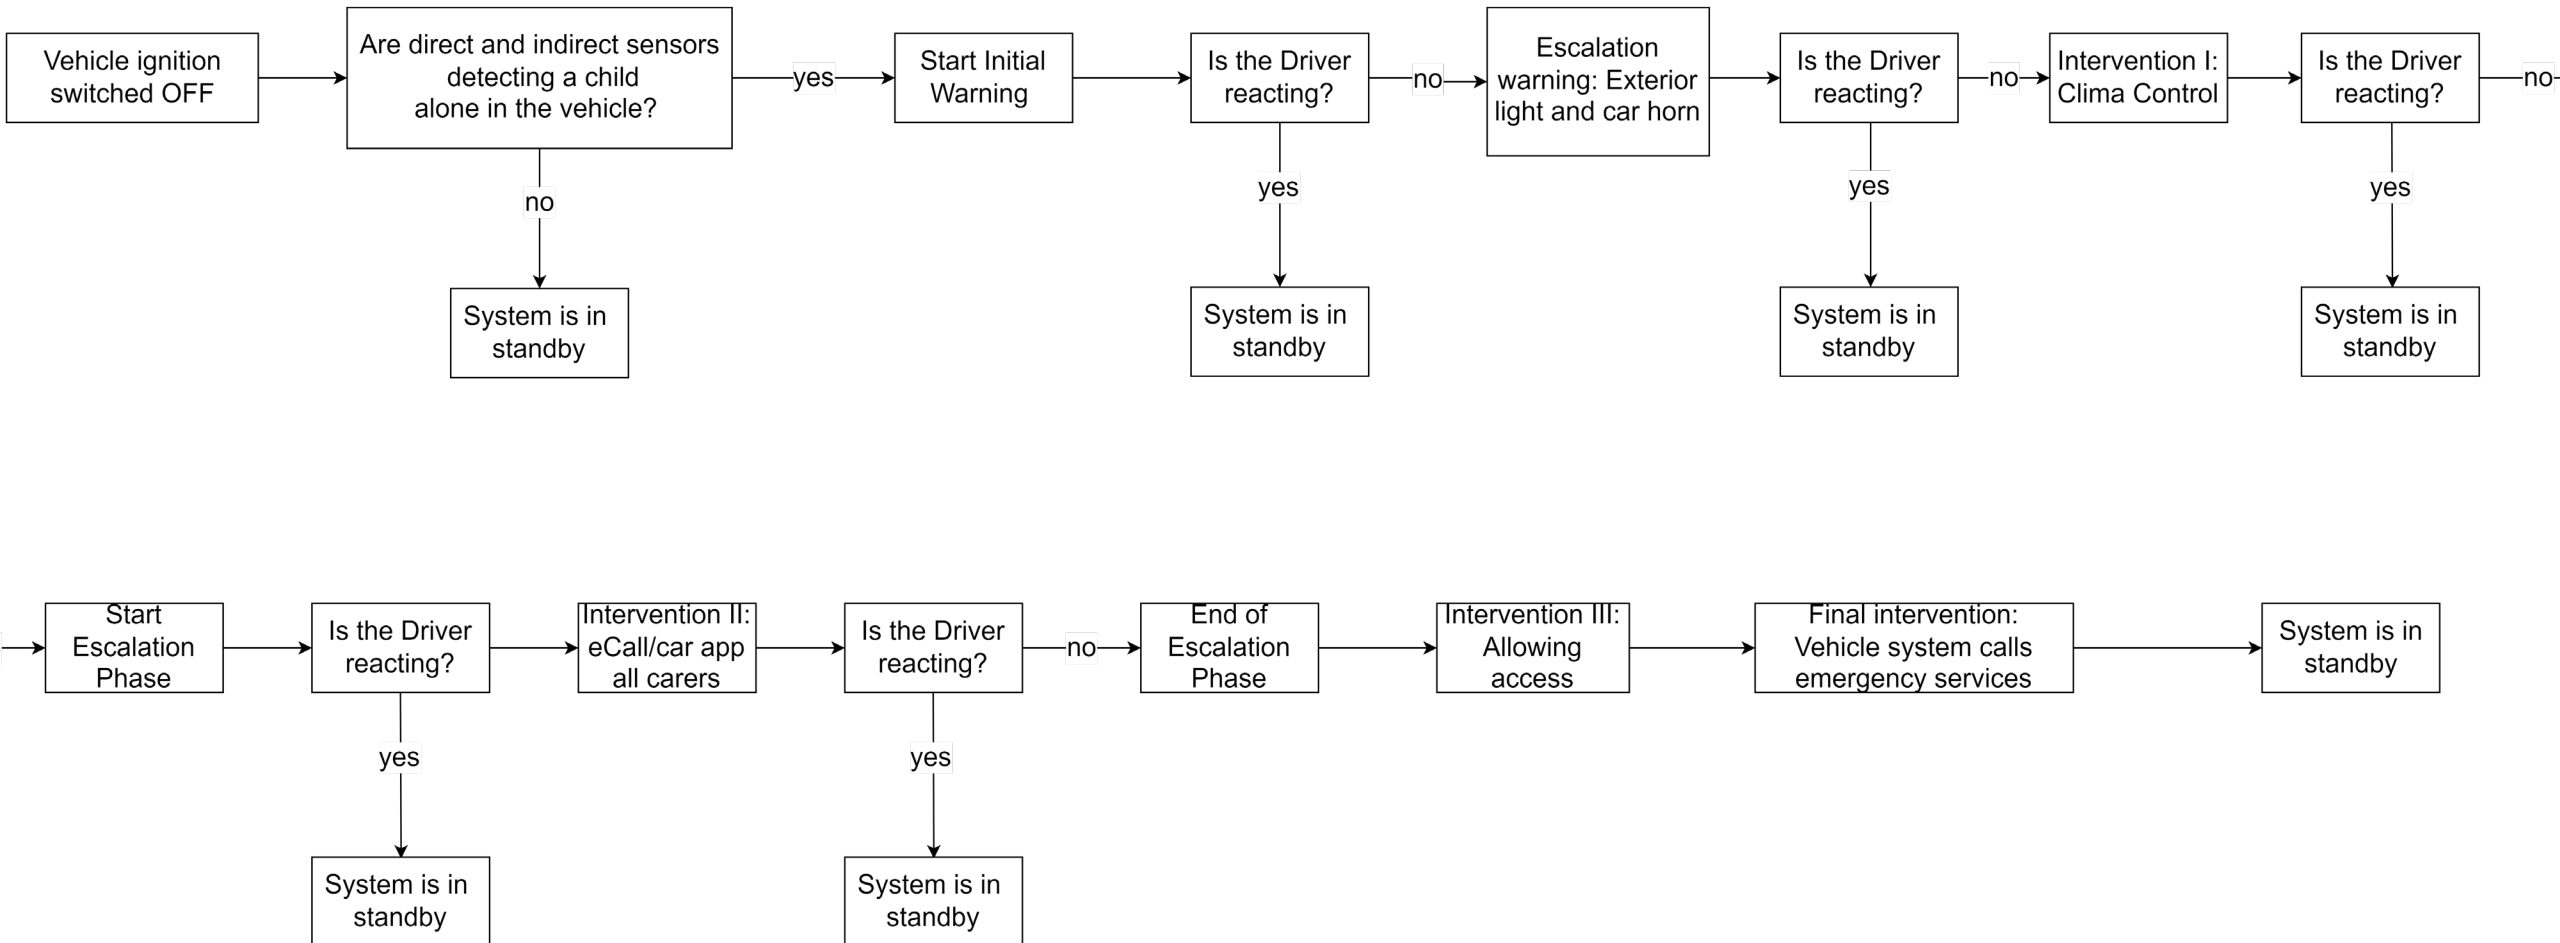 Vehicle ignition
switched OFF
Are direct and indirect sensors
detecting a child
alone in the vehicle?
yes
Start Initial
Warning
Is the Driver
reacting?
no
Escalation
warning: Exterior
light and car horn
Is the Driver
reacting?
no
Intervention I:
Clima Control
Is the Driver
reacting?
no
no
yes
yes
yes
System is in
standby
System is in
standby
System is in
standby
System is in
standby
Start
Escalation
Phase
Is the Driver
reacting?
Intervention II:
eCall/car app
all carers
Is the Driver
reacting?
no
End of
Escalation
Phase
Intervention III:
Allowing
access
Final intervention:
Vehicle system calls
emergency services
System is in
standby
yes
yes
System is in
standby
System is in
standby